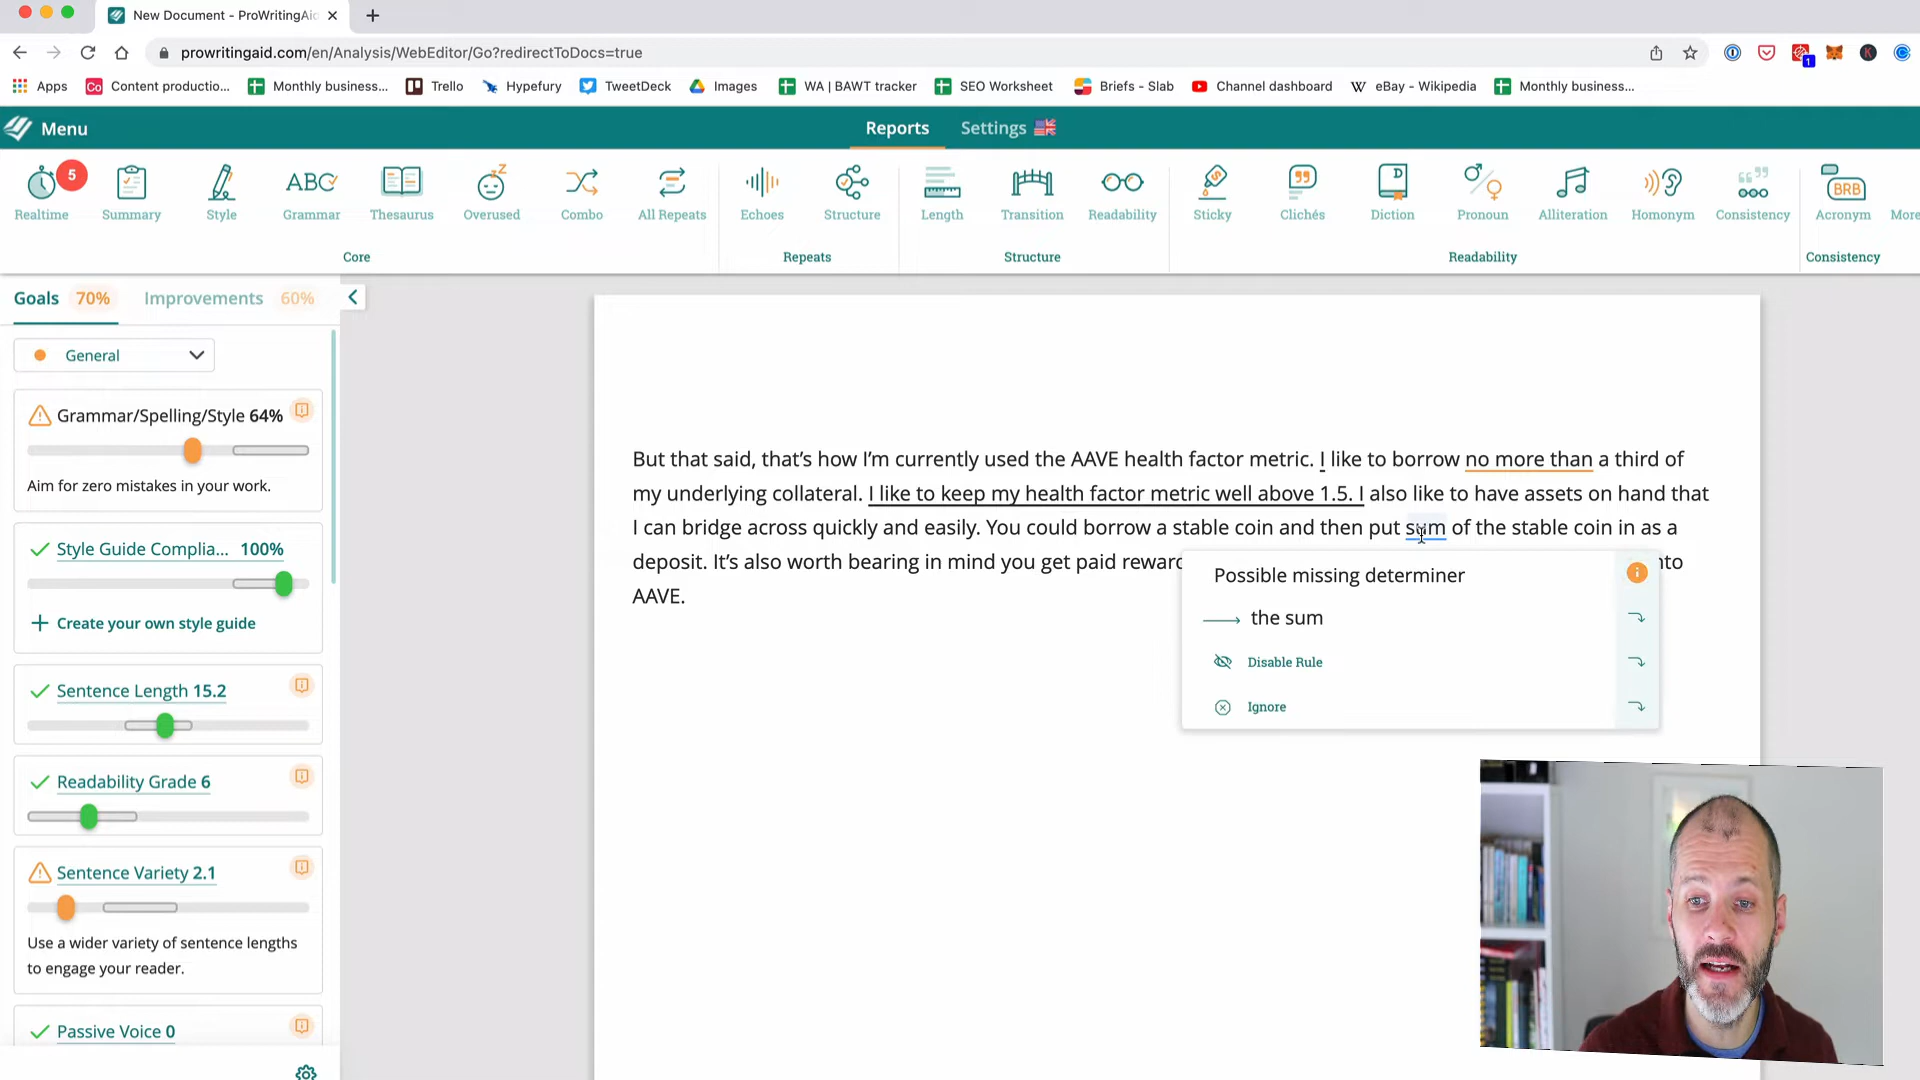 New Document - ProWritingAid
prowritingaid.com/en/Analysis/WebEditor/Go?redirectToDocs=true
1
K
Apps
Co Content productio...
Monthly business...
Trello
Hypefury
TweetDeck
Images
WA | BAWT tracker
SEO Worksheet
Briefs - Slab
Channel dashboard
W eBay - Wikipedia
Monthly business...
Menu
Reports
Settings
5
ABC
D
BRB
Realtime
Summary
Style
Grammar
Thesaurus
Overused
Combo
All Repeats
Echoes
Structure
Length
Transition
Readability
Sticky
Clichés
Diction
Pronoun
Alliteration
Homonym
Consistency
Acronym
More
Core
Repeats
Structure
Readability
Consistency
Goals 70% Improvements 60%
General
Grammar/Spelling/Style 64%
Aim for zero mistakes in your work.
Style Guide Complia... 100%
+ Create your own style guide
Sentence Length 15.2
Readability Grade 6
Sentence Variety 2.1
Use a wider variety of sentence lengths
to engage your reader.
Passive Voice 0
But that said, that's how I'm currently used the AAVE health factor metric. I like to borrow no more than a third of
my underlying collateral. I like to keep my health factor metric well above 1.5. I also like to have assets on hand that
I can bridge across quickly and easily. You could borrow a stable coin and then put sum of the stable coin in as a
deposit. It's also worth bearing in mind you get paid reward nto
AAVE.
Possible missing determiner
the sum
Disable Rule
Ignore